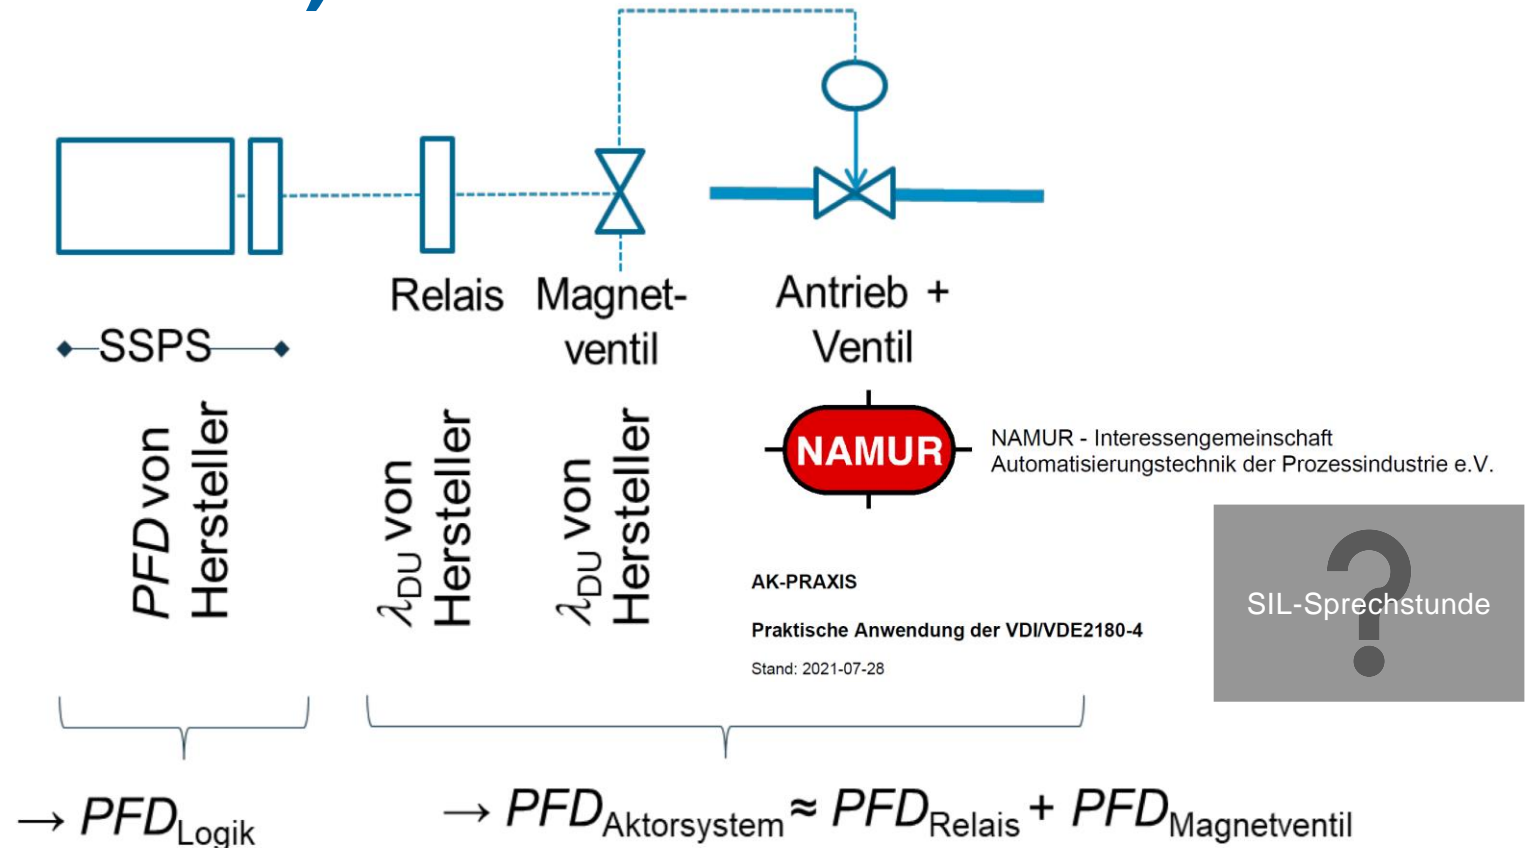 Relais
Magnet-
ventil
Antrieb +
Ventil
SSPS
PFD von
Hersteller
λDU von
Hersteller
λDU von
Hersteller
NAMUR
NAMUR - Interessengemeinschaft
Automatisierungstechnik der Prozessindustrie e.V.
AK-PRAXIS
Praktische Anwendung der VDI/VDE2180-4
Stand: 2021-07-28
?
SIL-Sprechstunde
→ PFDLogik
→ PFDAktorsystem ≈ PFDRelais + PFDMagnetventil